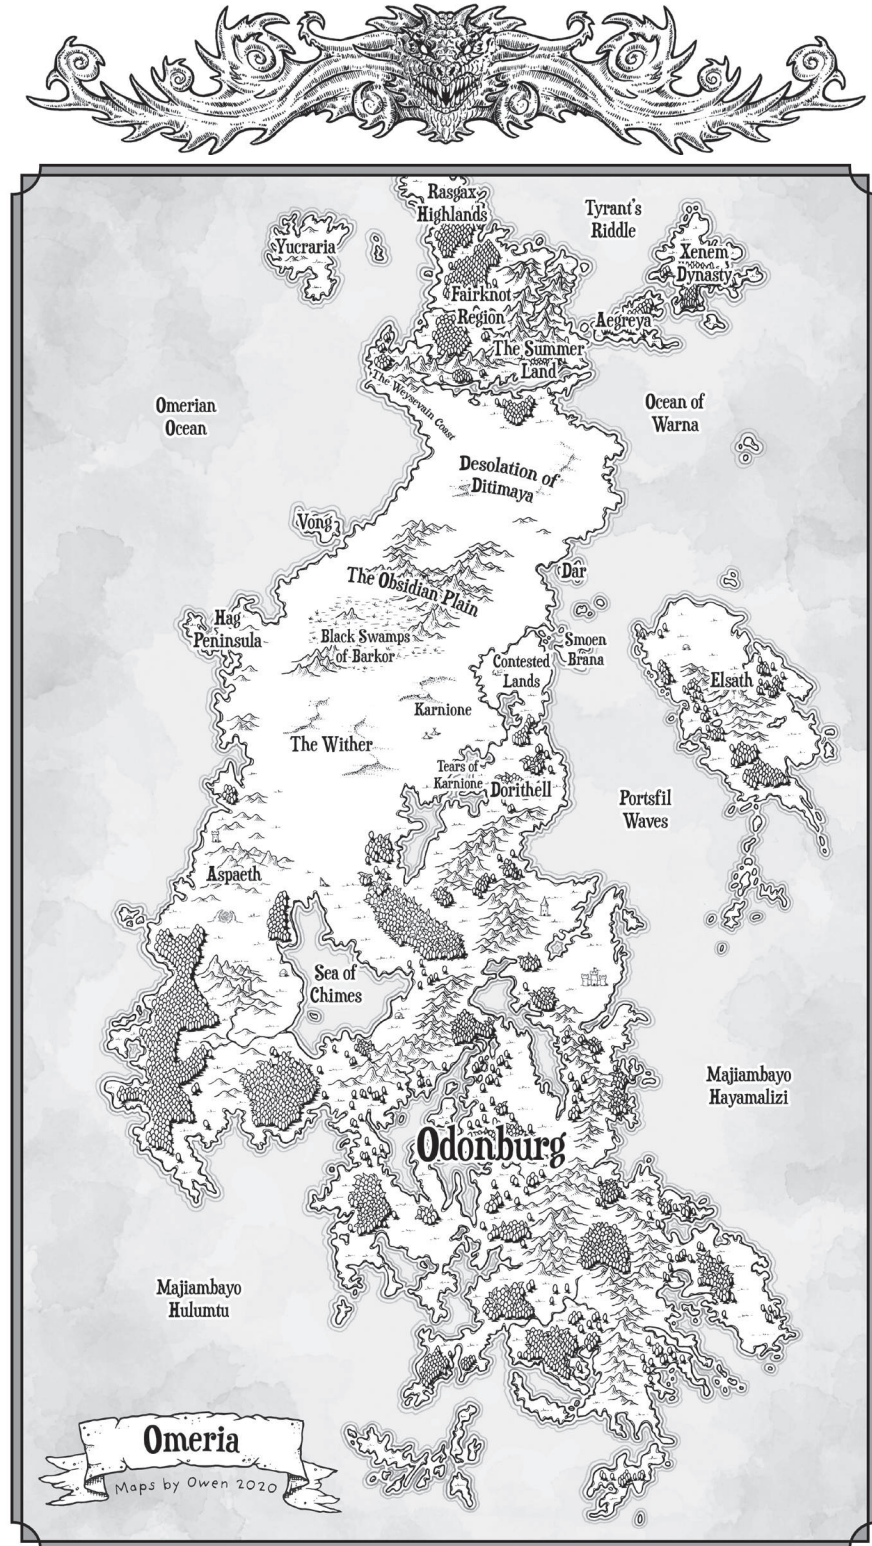 Rasgax
Highlands
Tyrant's
Riddle
Yucraria
Xenem
Dynasty
Fairknot
Region
Aegreya
The Summer
Land
The Weysevain Coast
Omerian
Ocean
Ocean of
Warna
Desolation of
Ditimaya
Vong
Dar
The Obsidian Plain
Hag
Peninsula
Black Swamps
of Barkor
Smoen
Brana
Contested
Lands
Elsath
Karnione
The Wither
Tears of
Karnione
Dorithell
Portsfil
Waves
Aspaeth
Sea of
Chimes
Majiambayo
Hayamalizi
Odonburg
Majiambayo
Hulumtu
Omeria
Maps by Owen 2020